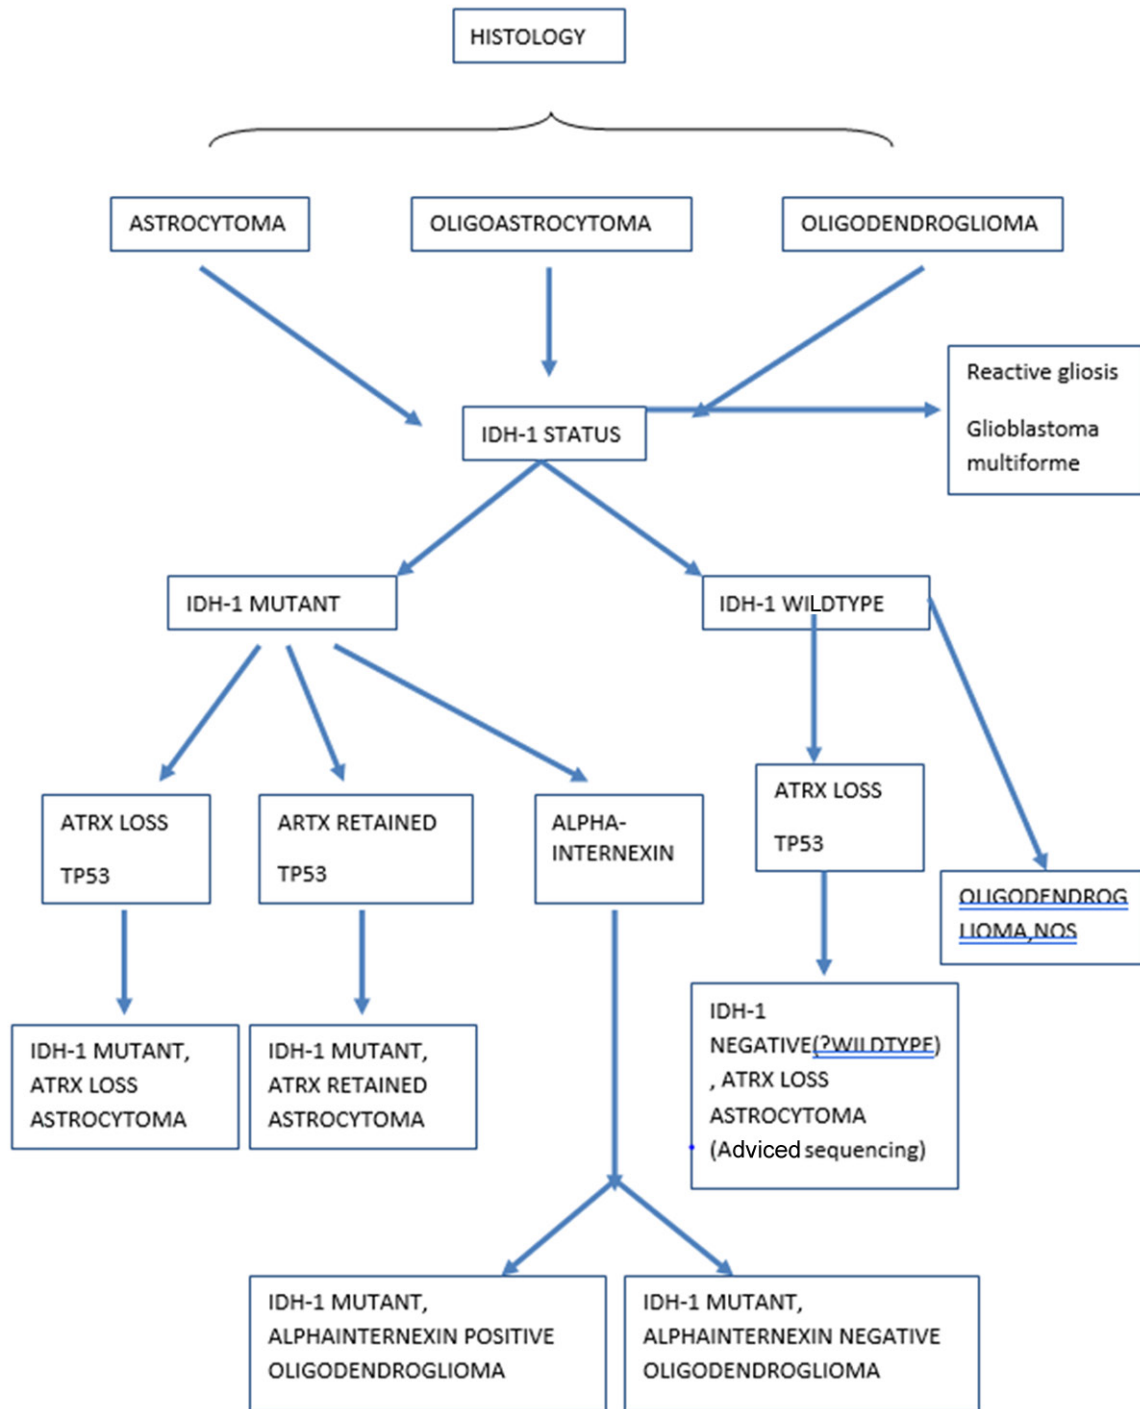 HISTOLOGY
ASTROCYTOMA
OLIGOASTROCYTOMA
OLIGODENDROGLIOMA
Reactive gliosis
Glioblastoma
multiforme
IDH-1 STATUS
IDH-1 MUTANT
IDH-1 WILDTYPE
ATRX LOSS
TP53
ARTX RETAINED
TP53
ALPHA-
INTERNEXIN
ATRX LOSS
TP53
OLIGODENDROG
LIOMA,NOS
IDH-1 MUTANT,
ATRX LOSS
ASTROCYTOMA
IDH-1 MUTANT,
ATRX RETAINED
ASTROCYTOMA
IDH-1
NEGATIVE(?WILDTYPE)
, ATRX LOSS
ASTROCYTOMA
(Adviced sequencing)
IDH-1 MUTANT,
ALPHAINTERNEXIN POSITIVE
OLIGODENDROGLIOMA
IDH-1 MUTANT,
ALPHAINTERNEXIN NEGATIVE
OLIGODENDROGLIOMA